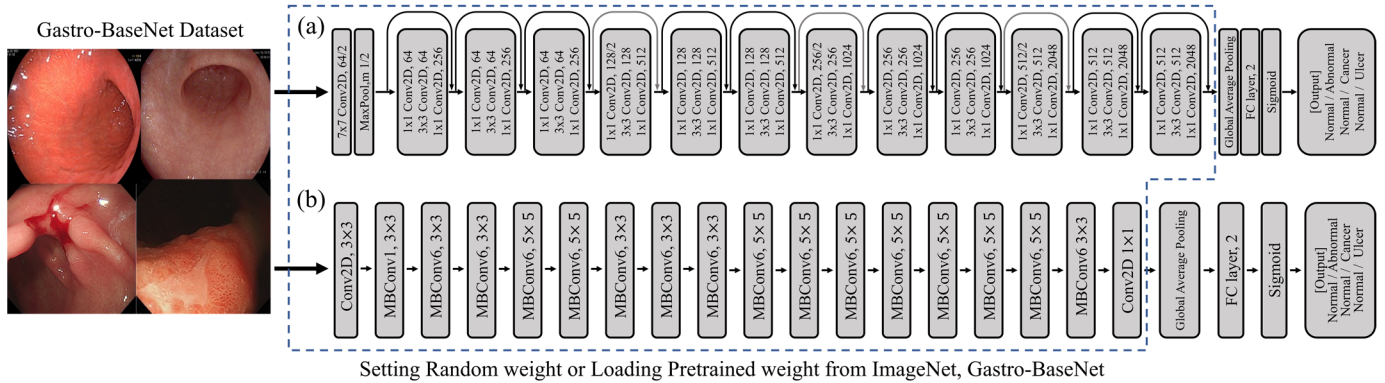 Gastro-BaseNet Dataset
(a)
7×7 Conv2D, 64/2
MaxPool,m 1/2
1x1 Conv2D, 64
3x3 Conv2D, 64
1x1 Conv2D, 256
1x1 Conv2D, 64
3x3 Conv2D, 64
1x1 Conv2D, 256
1x1 Conv2D, 64
3x3 Conv2D, 64
1x1 Conv2D, 256
1x1 Conv2D, 128/2
3x3 Conv2D, 128
1x1 Conv2D, 512
1x1 Conv2D, 128
3x3 Conv2D, 128
1x1 Conv2D, 512
1x1 Conv2D, 128
3x3 Conv2D, 128
1x1 Conv2D, 512
1x1 Conv2D, 256/2
3x3 Conv2D, 256
1x1 Conv2D, 1024
1x1 Conv2D, 256
3x3 Conv2D, 256
1x1 Conv2D, 1024
1x1 Conv2D, 256
3x3 Conv2D, 256
1x1 Conv2D, 1024
1x1 Conv2D, 512/2
3x3 Conv2D, 512
1x1 Conv2D, 2048
1x1 Conv2D, 512
3x3 Conv2D, 512
1x1 Conv2D, 2048
1x1 Conv2D, 512
3x3 Conv2D, 512
1x1 Conv2D, 2048
Global Average Pooling
FC layer, 2
Sigmoid
[Output]
Normal / Abnormal
Normal / Cancer
Normal / Ulcer
(b)
Conv2D, 3×3
MBConv1, 3×3
MBConv6, 3×3
MBConv6, 3×3
MBConv6, 5× 5
MBConv6, 5× 5
MBConv6, 3×3
MBConv6, 3×3
MBConv6, 3×3
MBConv6, 5× 5
MBConv6, 5× 5
MBConv6, 5× 5
MBConv6, 5× 5
MBConv6, 5× 5
MBConv6, 5× 5
MBConv6, 5× 5
MBConv6 3×3
Conv2D 1×1
Global Average Pooling
FC layer, 2
Sigmoid
[Output]
Normal / Abnormal
Normal / Cancer
Normal / Ulcer
Setting Random weight or Loading Pretrained weight from ImageNet, Gastro-BaseNet